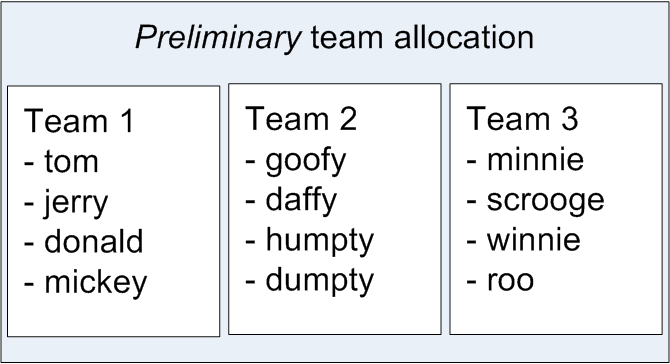 Preliminary team allocation
Team 1
- tom
- jerry
- donald
- mickey
Team 2
- goofy
- daffy
- humpty
- dumpty
Team 3
- minnie
- scrooge
- winnie
- roo